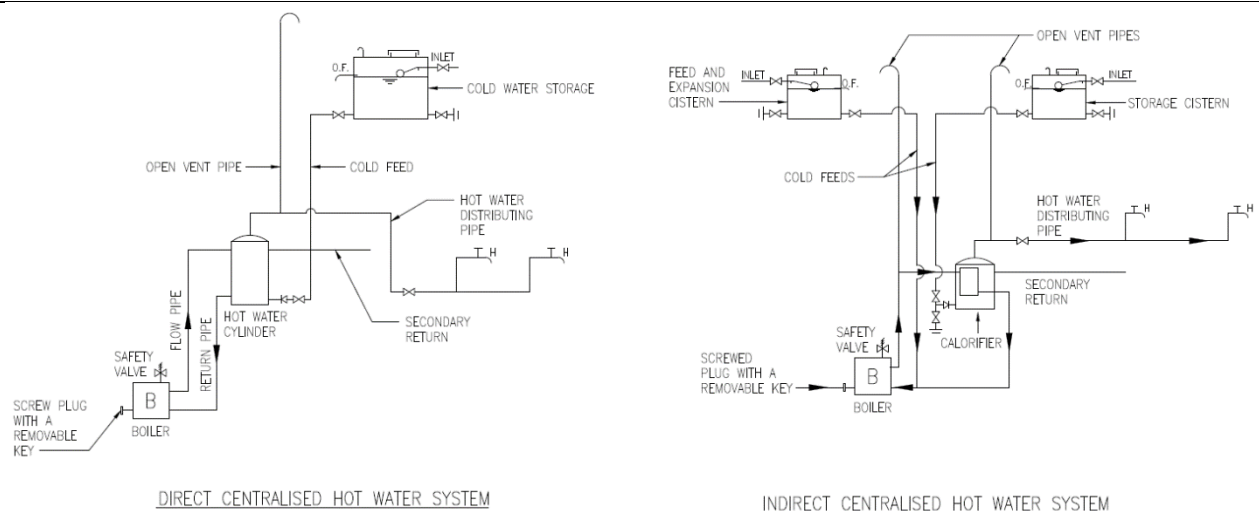 INLET
O.F.
COLD WATER STORAGE
OPEN VENT PIPE
COLD FEED
HOT WATER
DISTRIBUTING
PIPE
H
H
FLOW PIPE
RETURN PIPE
HOT WATER
CYLINDER
SECONDARY
RETURN
SAFETY
VALVE
B
BOILER
SCREW PLUG
WITH A
REMOVABLE
KEY
DIRECT CENTRALISED HOT WATER SYSTEM
OPEN VENT PIPES
FEED AND
EXPANSION
CISTERN
INLET
O.F.
INLET
O.F.
STORAGE CISTERN
COLD FEEDS
HOT WATER
DISTRIBUTING
PIPE
H
H
SECONDARY
RETURN
CALORIFIER
SAFETY
VALVE
SCREWED
PLUG WITH A
REMOVABLE KEY
B
BOILER
INDIRECT CENTRALISED HOT WATER SYSTEM